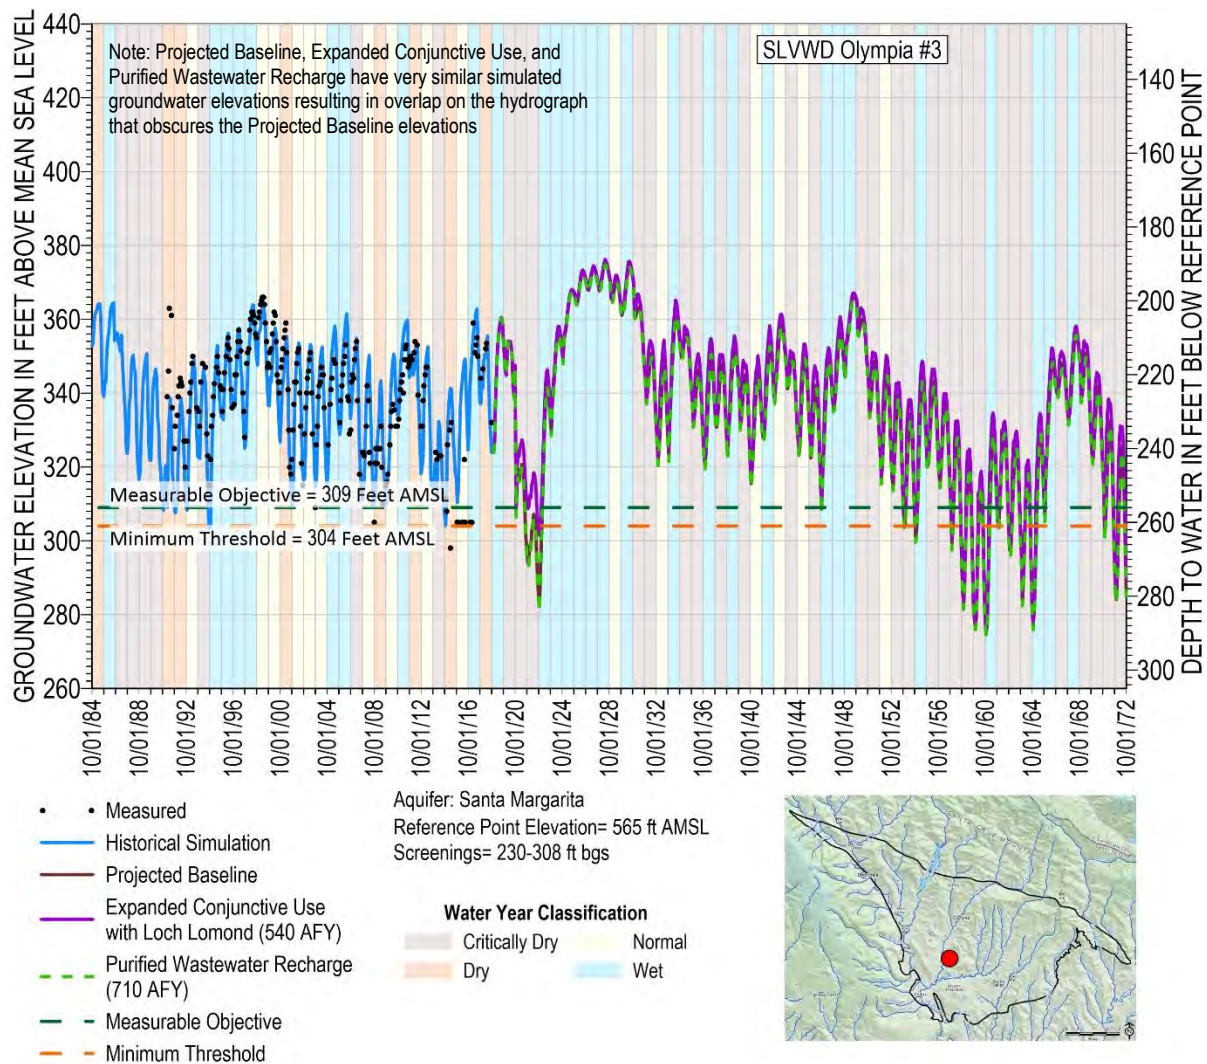 GROUNDWATER ELEVATION IN FEET ABOVE MEAN SEA LEVEL
440
420
400
380
360
340
320
300
280
260
Note: Projected Baseline, Expanded Conjunctive Use, and
Purified Wastewater Recharge have very similar simulated
groundwater elevations resulting in overlap on the hydrograph
that obscures the Projected Baseline elevations
SLVWD Olympia #3
Measurable Objective = 309 Feet AMSL
Minimum Threshold = 304 Feet AMSL
140
160
180
200
220
240
260
280
300
DEPTH TO WATER IN FEET BELOW REFERENCE POINT
10/01/84
10/01/88
10/01/92
10/01/96
10/01/00
10/01/04
10/01/08
10/01/12
10/01/16
10/01/20
10/01/24
10/01/28
10/01/32
10/01/36
10/01/40
10/01/44
10/01/48
10/01/52
10/01/56
10/01/60
10/01/64
10/01/68
10/01/72
Measured
Historical Simulation
Projected Baseline
Expanded Conjunctive Use
with Loch Lomond (540 AFY)
Purified Wastewater Recharge
(710 AFY)
Measurable Objective
Minimum Threshold
Aquifer: Santa Margarita
Reference Point Elevation= 565 ft AMSL
Screenings= 230-308 ft bgs
Water Year Classification
Critically Dry
Normal
Dry
Wet